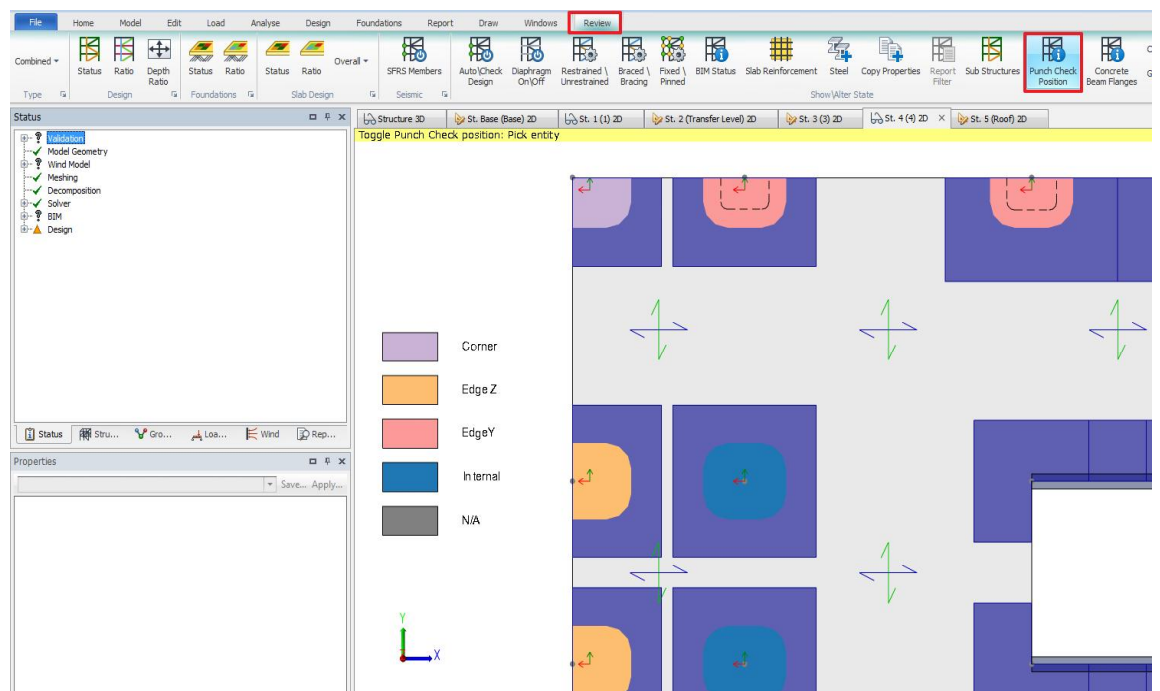 File Home Model Edit Load Analyse Design Foundations Report Draw Windows Review
Combined
Status Ratio Depth Ratio
Status Ratio
Status Ratio
Overall
SFRS Members
Auto\Check Design
Diaphragm On\Off
Restrained \ Unrestrained
Braced \ Bracing
Fixed \ Pinned
BIM Status
Slab Reinforcement
Steel
Copy Properties
Report Filter
Sub Structures
Punch Check Position
Concrete Beam Flanges
Type Design Foundations Slab Design Seismic Show\Alter State
Status
Structure 3D St. Base (Base) 2D St. 1 (1) 2D St. 2 (Transfer Level) 2D St. 3 (3) 2D St. 4 (4) 2D St. 5 (Roof) 2D
Toggle Punch Check position: Pick entity
Validation
Model Geometry
Wind Model
Meshing
Decomposition
Solver
BIM
Design
Corner
Edge Z
EdgeY
Internal
N/A
Status Stru... Gro... Loa... Wind Rep...
Properties
Save... Apply...
Y
X